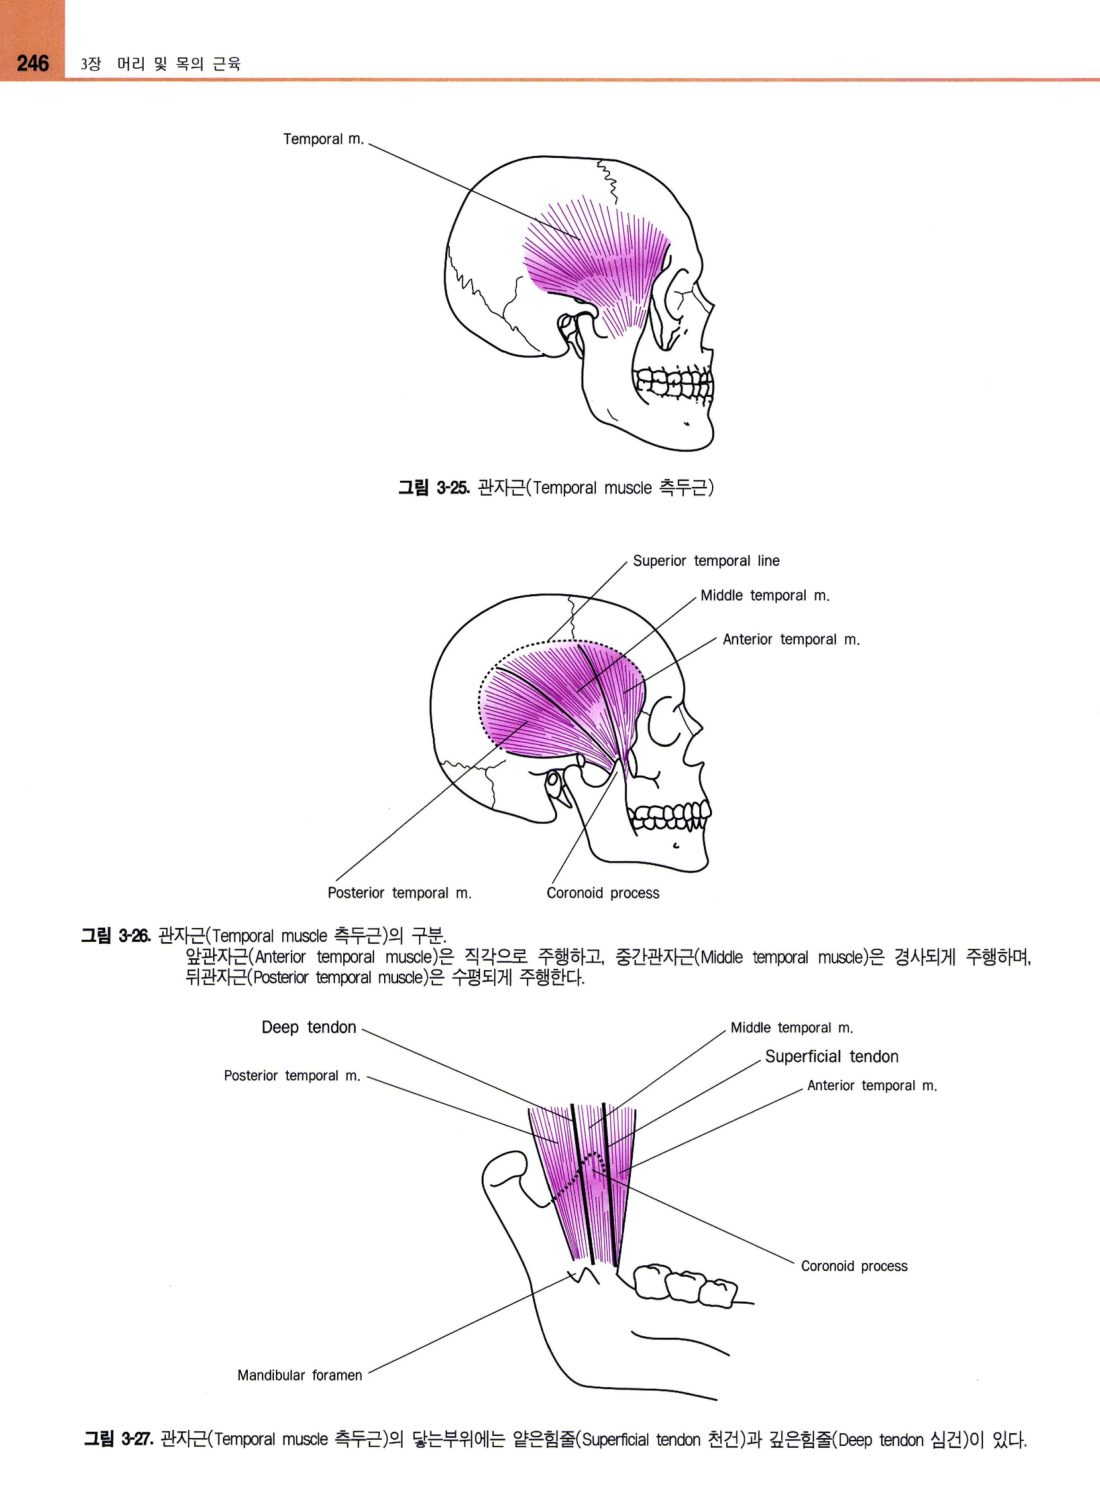 246 3장 머리 및 목의 근육
Temporal m.
그림 3-25. 관자근(Temporal muscle 측두근)
Superior temporal line
Middle temporal m.
Anterior temporal m.
Posterior temporal m.
Coronoid process
그림 3-26. 관자근(Temporal muscle 측두근)의 구분.
앞관자근(Anterior temporal muscle)은 직각으로 주행하고, 중간관자근(Middle temporal muscle)은 경사되게 주행하며,
뒤관자근(Posterior temporal muscle)은 수평되게 주행한다.
Deep tendon
Middle temporal m.
Superficial tendon
Posterior temporal m.
Anterior temporal m.
Coronoid process
Mandibular foramen
그림 3-27. 관자근(Temporal muscle 측두근)의 닿는부위에는 얕은힘줄(Superficial tendon 천건)과 깊은힘줄(Deep tendon 심건)이 있다.